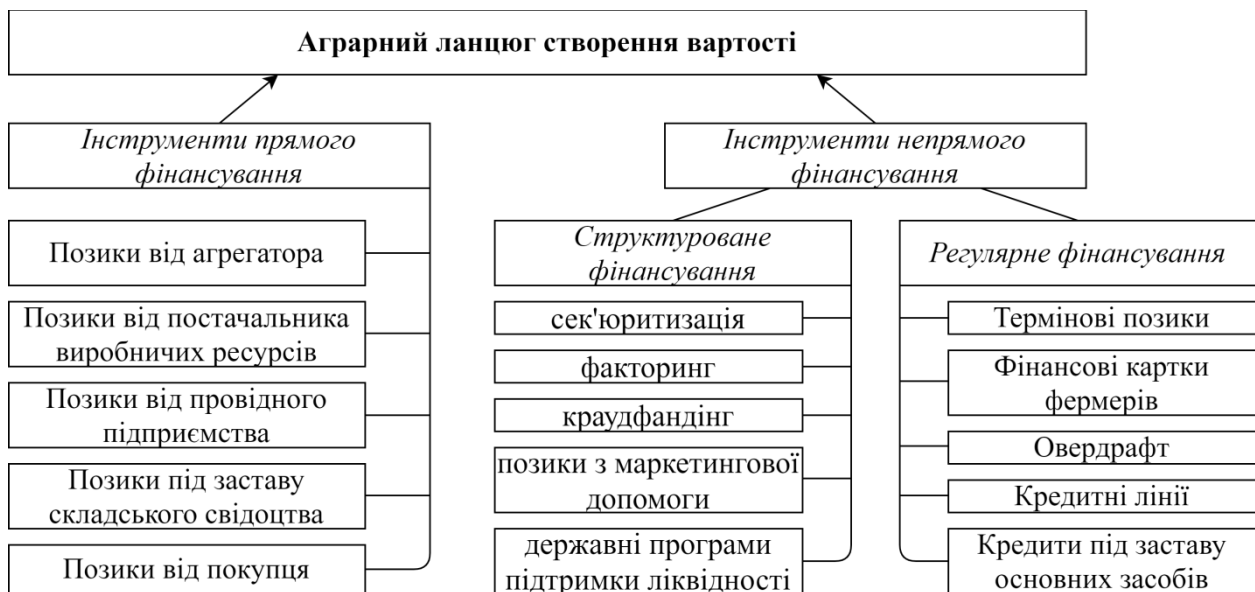 Аграрний ланцюг створення вартості
Інструменти прямого
фінансування
Позики від агрегатора
Позики від постачальника
виробничих ресурсів
Позики від провідного
підприємства
Позики під заставу
складського свідоцтва
Позики від покупця
Інструменти непрямого
фінансування
Структуроване
фінансування
сек'юритизація
факторинг
краудфандінг
позики з маркетингової
допомоги
державні програми
підтримки ліквідності
Регулярне фінансування
Термінові позики
Фінансові картки
фермерів
Овердрафт
Кредитні лінії
Кредити під заставу
основних засобів